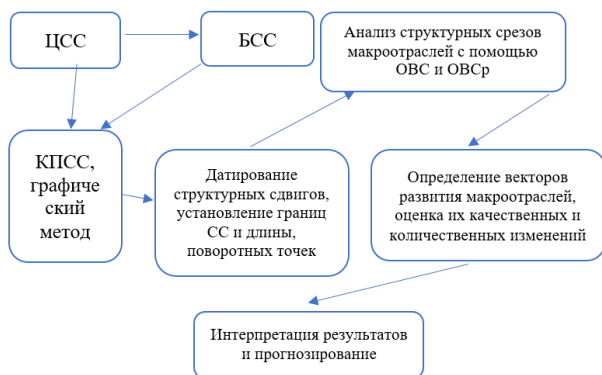 ЦСС
БСС
Анализ структурных срезов
макроотраслей с помощью
ОВС и ОВСр
КПСС,
графиче
ский
метод
Датирование
структурных сдвигов,
установление границ
СС и длины,
поворотных точек
Определение векторов
развития макроотраслей,
оценка их качественных и
количественных изменений
Интерпретация результатов
и прогнозирование